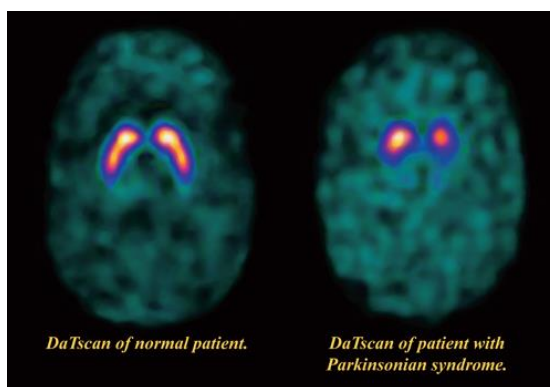 DaTscan of normal patient.
DaTscan of patient with
Parkinsonian syndrome.